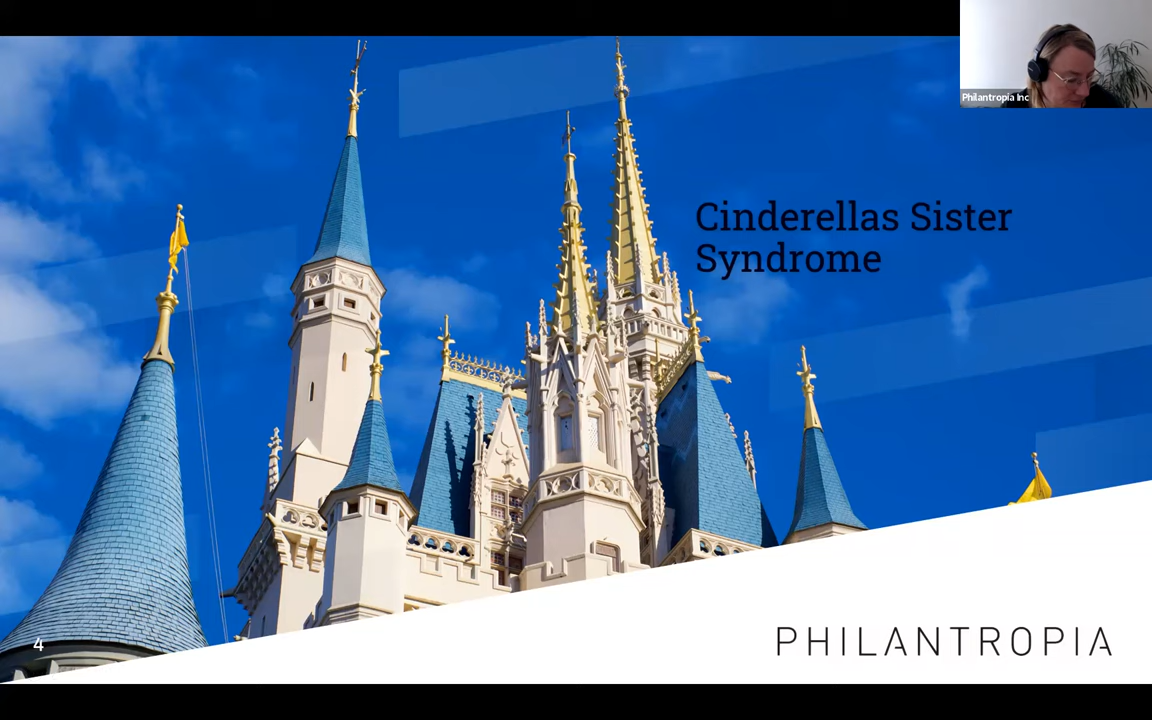 Philantropia Inc
Cinderellas Sister
Syndrome
4
PHILANTROPIA